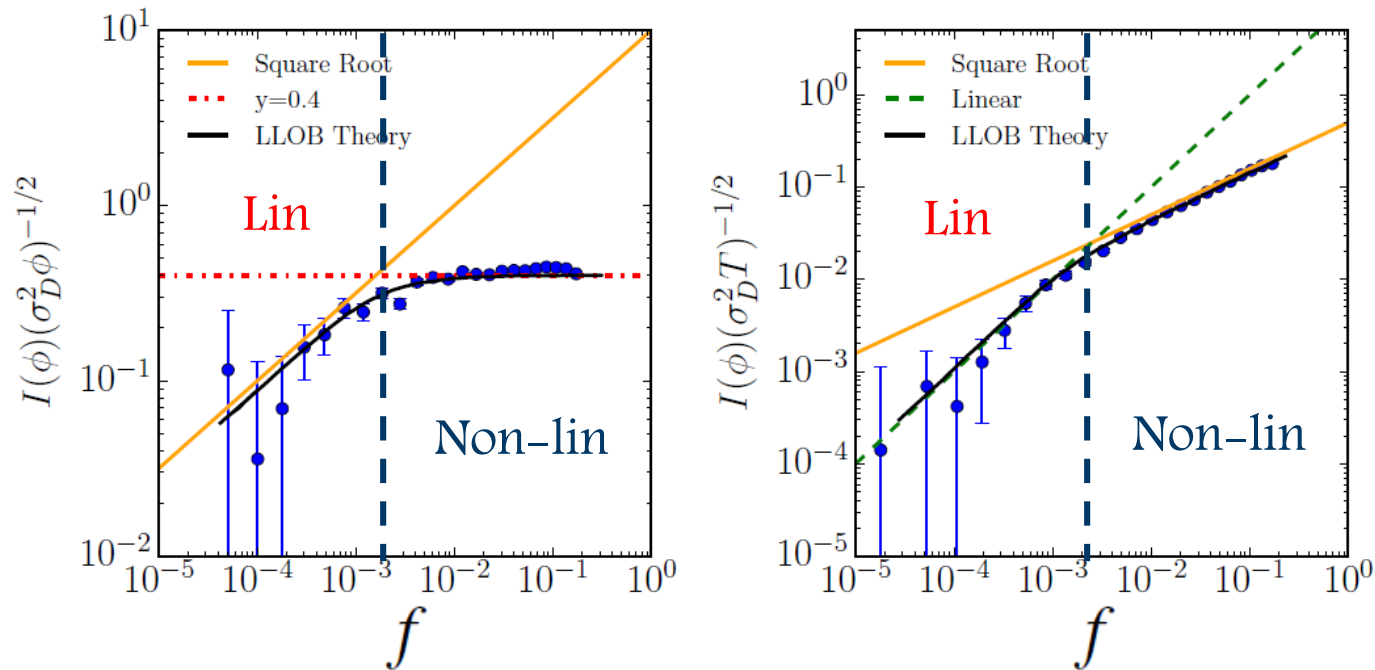 I(ϕ)(σ_D^2ϕ)^{−1/2}
10^1
10^0
10^{-1}
10^{-2}
Square Root
y=0.4
LLOB Theory
Lin
Non-lin
10^{-5} 10^{-4} 10^{-3} 10^{-2} 10^{-1} 10^0
f
I(ϕ)(σ_D^2T)^{−1/2}
10^0
10^{-1}
10^{-2}
10^{-3}
10^{-4}
10^{-5}
Square Root
Linear
LLOB Theory
Lin
Non-lin
10^{-5} 10^{-4} 10^{-3} 10^{-2} 10^{-1} 10^0
f